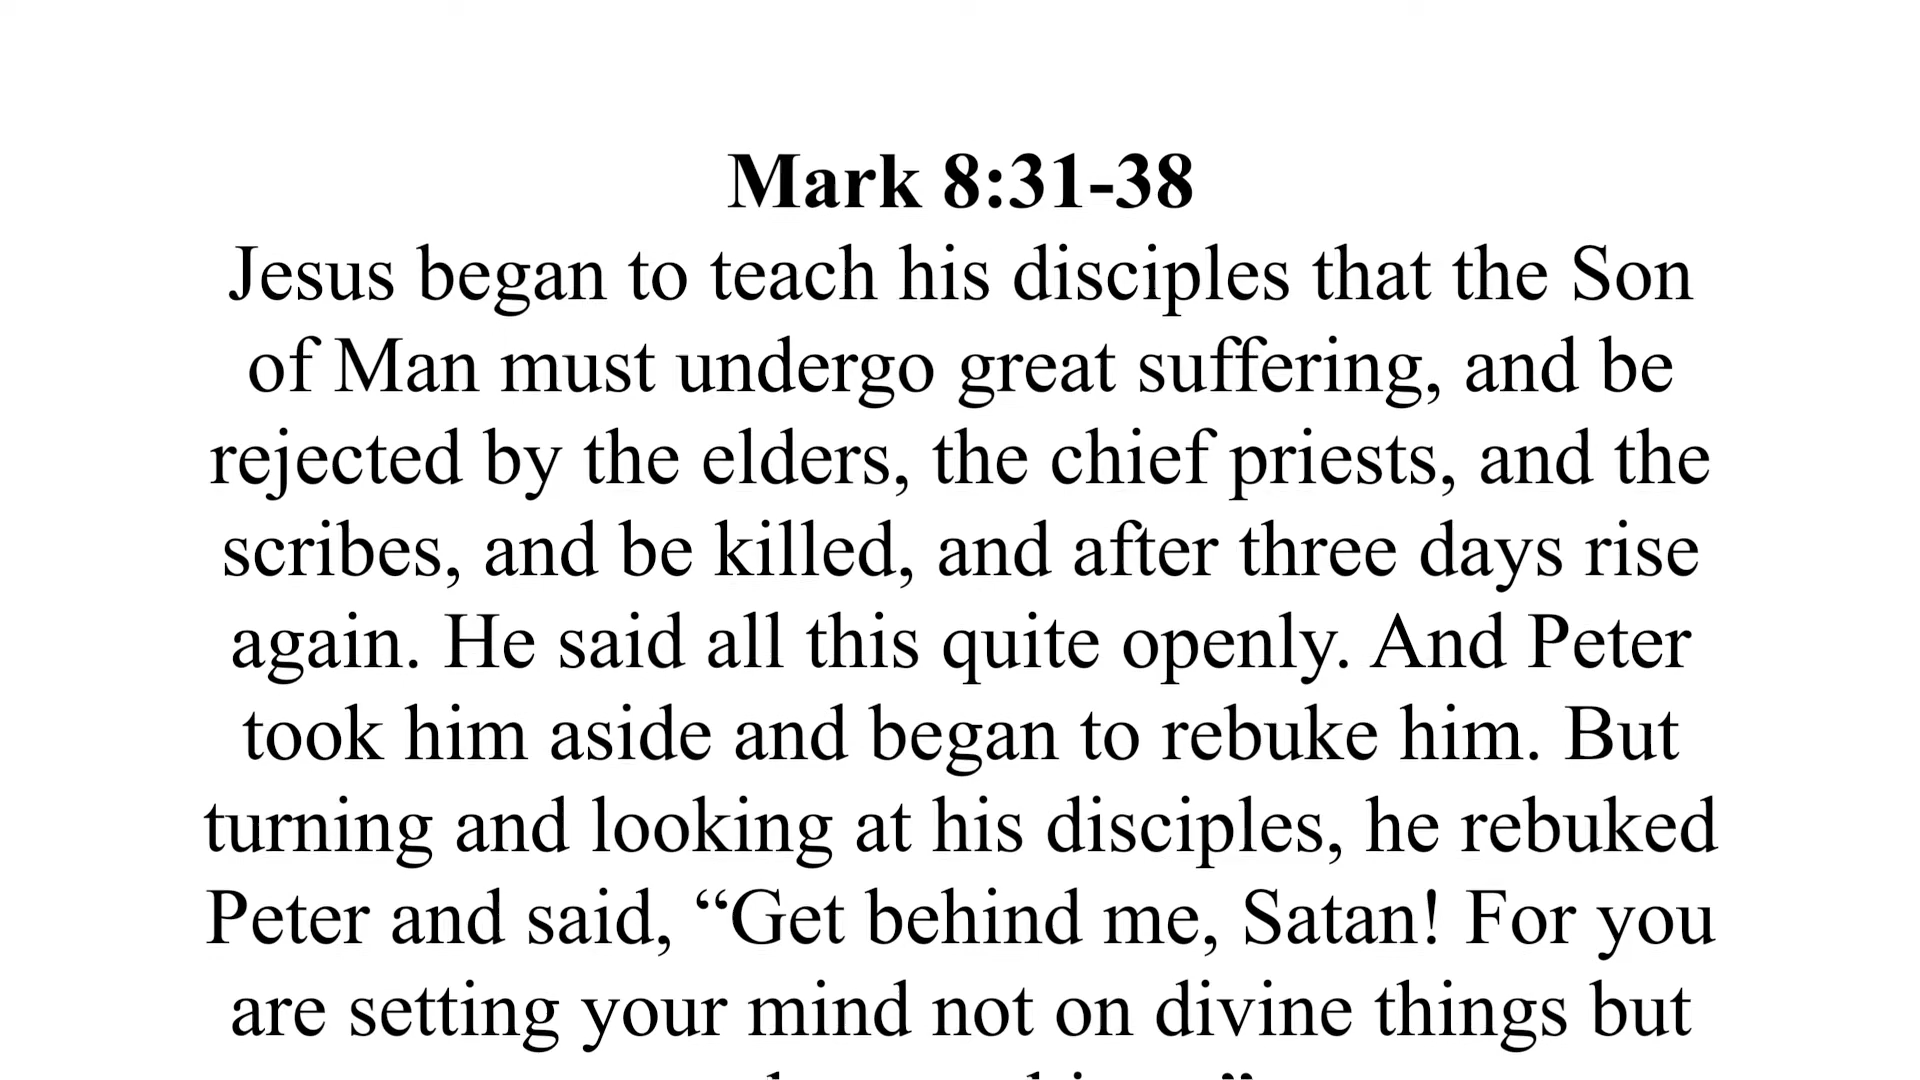 Mark 8:31-38
Jesus began to teach his disciples that the Son
of Man must undergo great suffering, and be
rejected by the elders, the chief priests, and the
scribes, and be killed, and after three days rise
again. He said all this quite openly. And Peter
took him aside and began to rebuke him. But
turning and looking at his disciples, he rebuked
Peter and said, “Get behind me, Satan! For you
are setting your mind not on divine things but